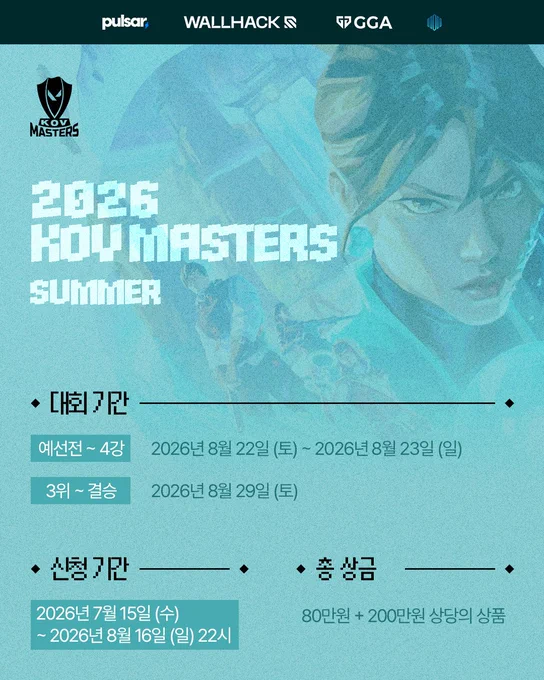 pulsar,
WALLHACK
GGA
KOV
MASTERS
2026
KOV MASTERS
SUMMER
대회 기간
예선전 ~ 4강
2026년 8월 22일 (토) ~ 2026년 8월 23일 (일)
3위 ~ 결승
2026년 8월 29일 (토)
신청 기간
총 상금
2026년 7월 15일 (수)
~ 2026년 8월 16일 (일) 22시
80만원 + 200만원 상당의 상품